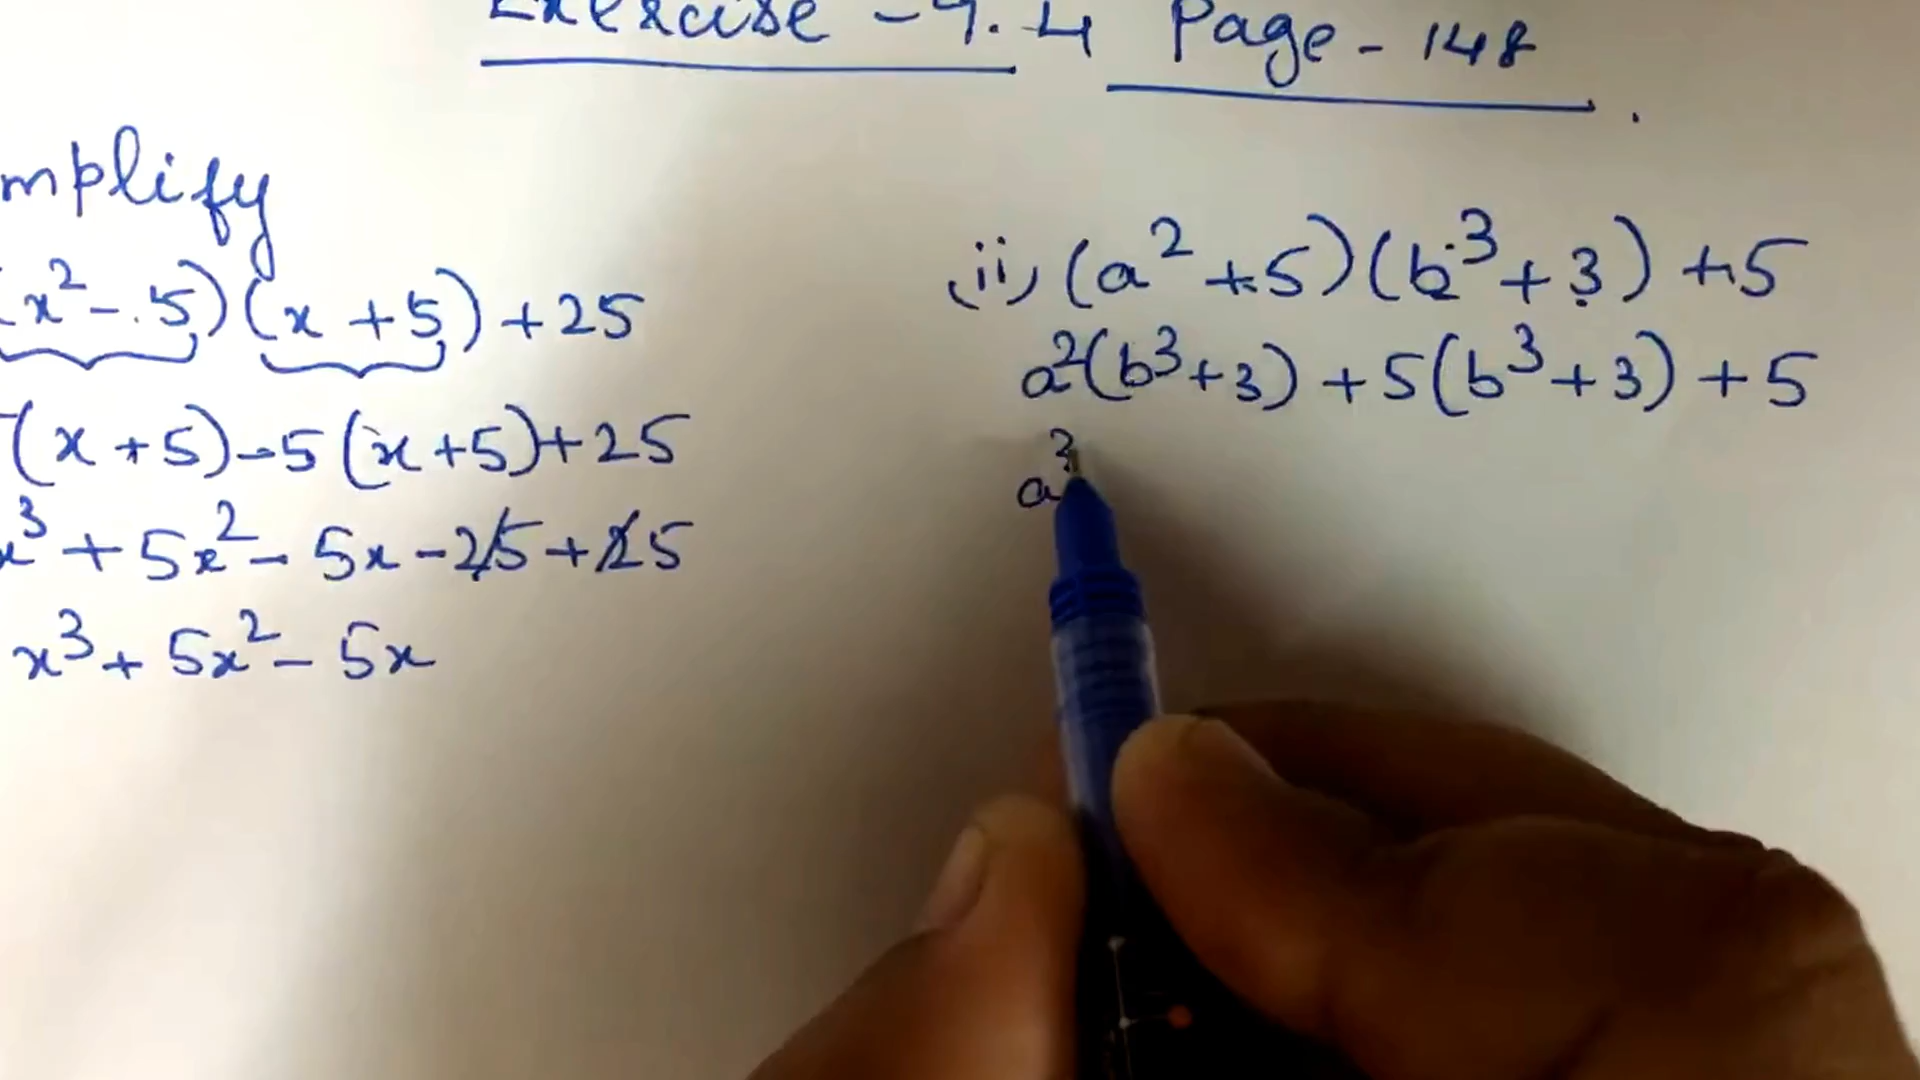 Exercise - 9.4 Page - 148
mplify
(x² - 5)(x + 5) + 25
(x + 5) - 5 (x + 5) + 25
x³ + 5x² - 5x - 25 + 25
x³ + 5x² - 5x
(ii) (a² + 5)(b³ + 3) + 5
a²(b³ + 3) + 5(b³ + 3) + 5
a